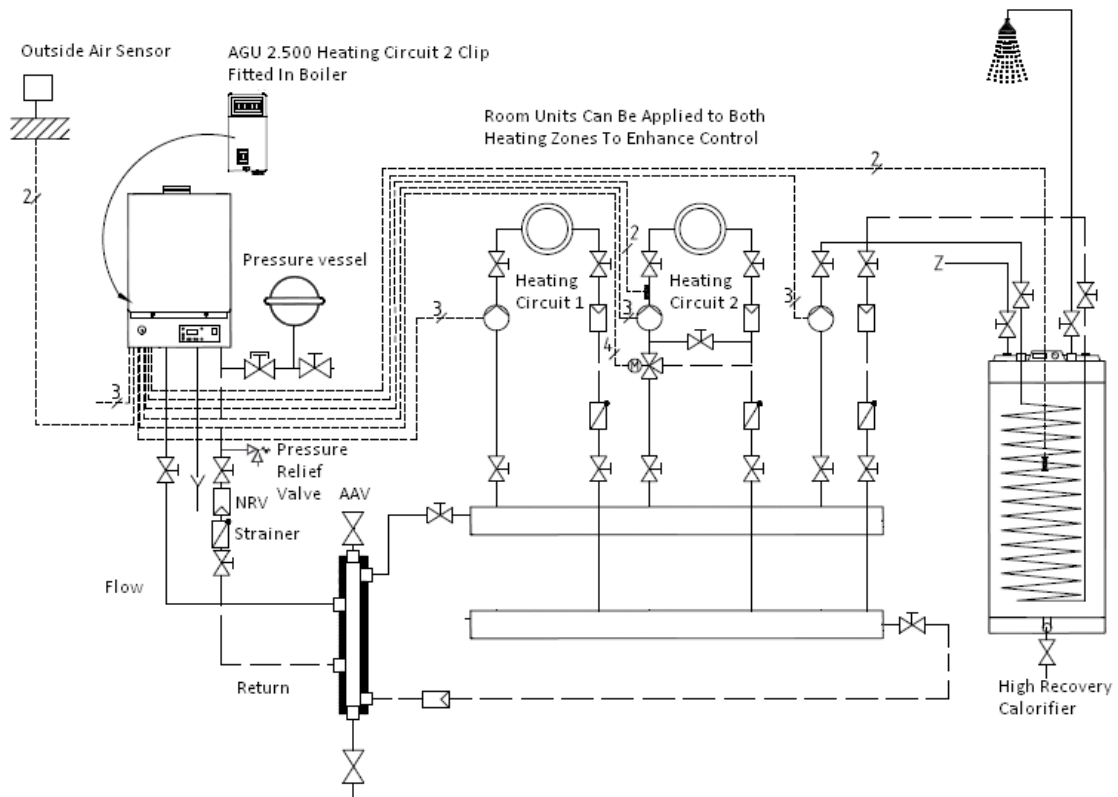 Outside Air Sensor
AGU 2.500 Heating Circuit 2 Clip
Fitted In Boiler
Room Units Can Be Applied to Both
Heating Zones To Enhance Control
2
2
2
Pressure vessel
Heating
Circuit 1
Heating
Circuit 2
Z
3
3
3
4
M
3
Pressure
Relief
Valve
NRV
AAV
Strainer
Flow
Return
High Recovery
Calorifier